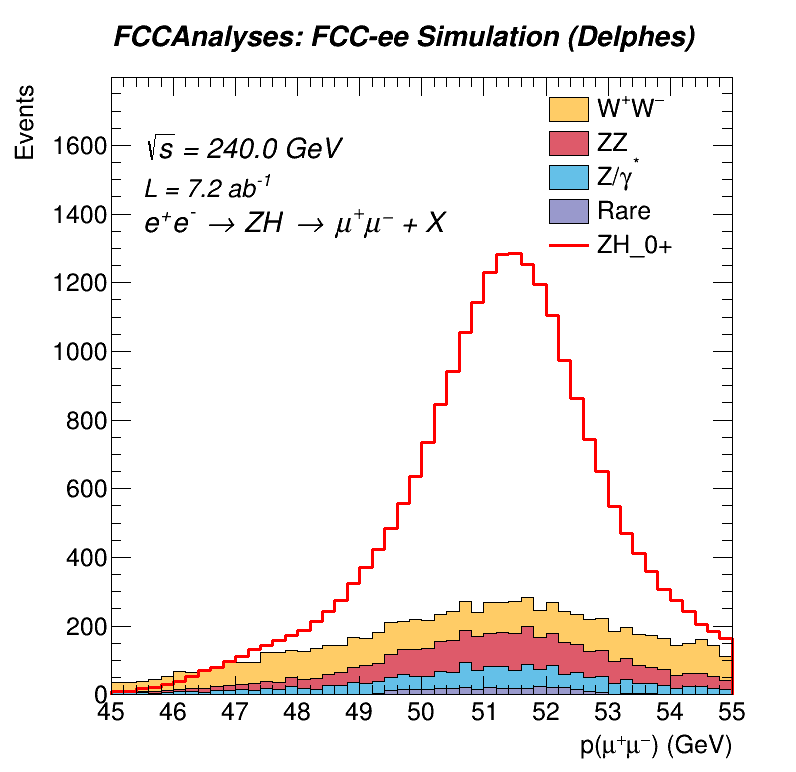 FCCAnalyses: FCC-ee Simulation (Delphes)
Events
√s = 240.0 GeV
L = 7.2 ab⁻¹
e⁺e⁻ → ZH → μ⁺μ⁻ + X
W⁺W⁻
ZZ
Z/γ*
Rare
ZH_0+
1600
1400
1200
1000
800
600
400
200
0
45 46 47 48 49 50 51 52 53 54 55
p(μ⁺μ⁻) (GeV)